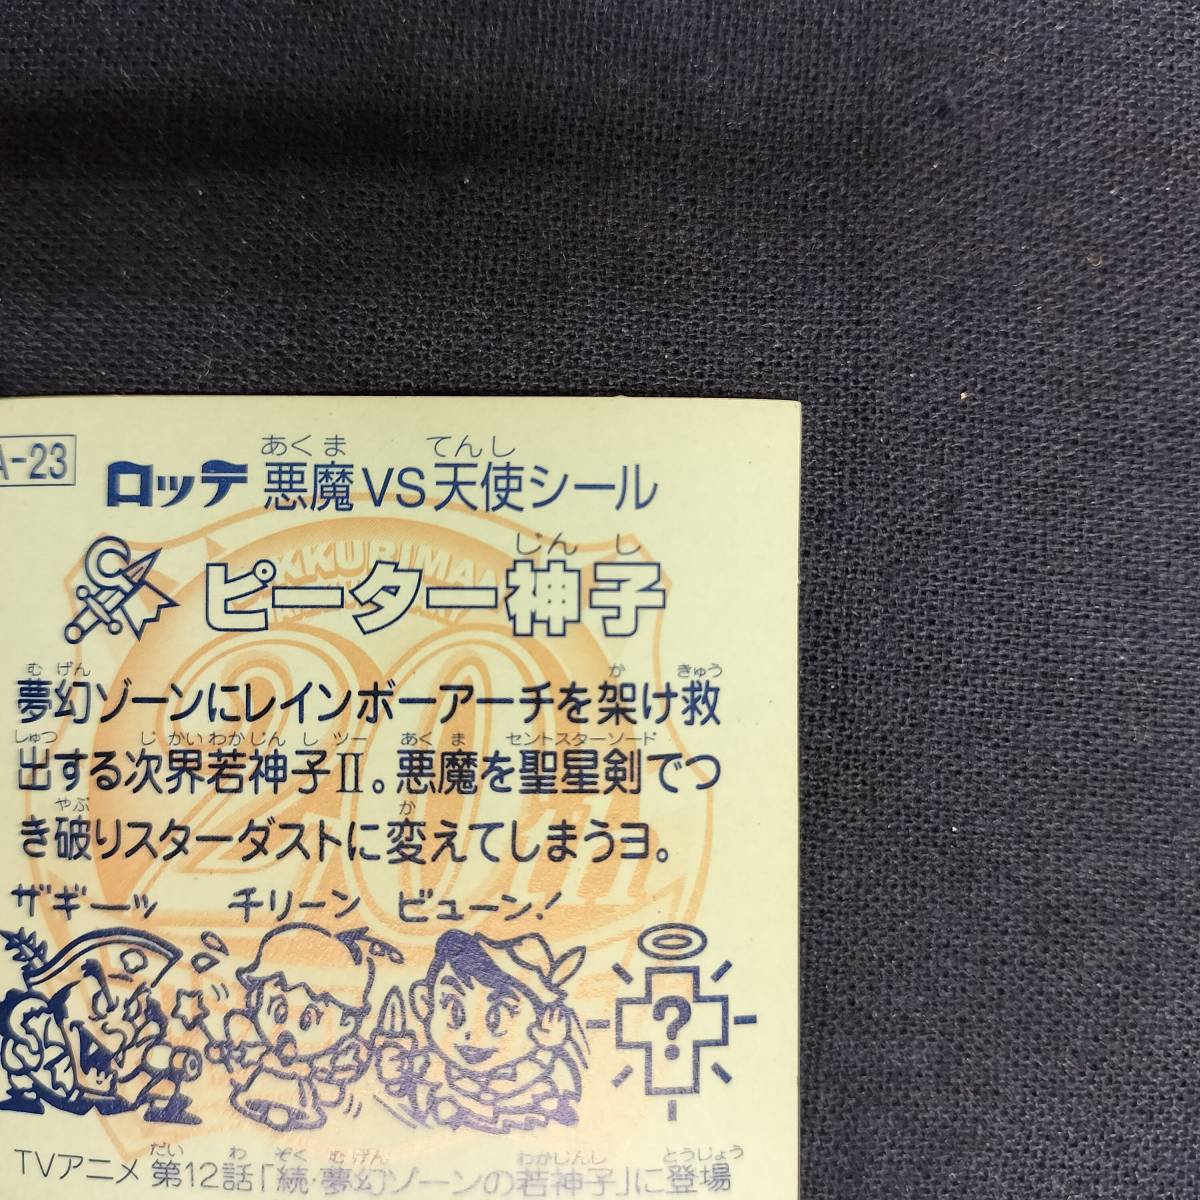 A-23
あくま てんし
ロッテ 悪魔VS天使シール
じんし
ピーター神子
むげん か きゅう
夢幻ゾーンにレインボーアーチを架け救
しゅつ じかいわかじんしツー あくま セントスターソード
出する次界若神子Ⅱ。悪魔を聖星剣でつ
やぶ か
き破りスターダストに変えてしまうヨ。
ザギーッ チリーン ビューン!
?
だい わ ぞく むげん わかじんし とうじょう
TVアニメ 第12話「続・夢幻ゾーンの若神子」に登場
20th